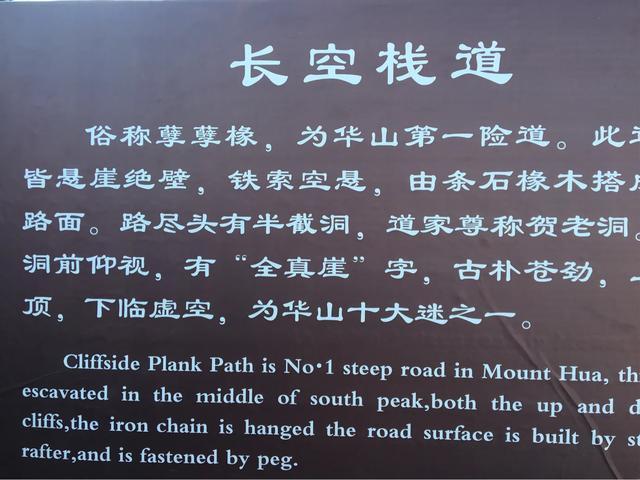 长空栈道
俗称孽孽椽，为华山第一险道。此
皆悬崖绝壁，铁索空悬，由条石橡木搭
路面。路尽头有半截洞，道家尊称贺老洞。
洞前仰视，有“全真崖”字，古朴苍劲，
顶，下临虚空，为华山十大迷之一。
Cliffside Plank Path is No·1 steep road in Mount Hua,
escavated in the middle of south peak,both the up and
cliffs,the iron chain is hanged the road surface is built by
rafter,and is fastened by peg.